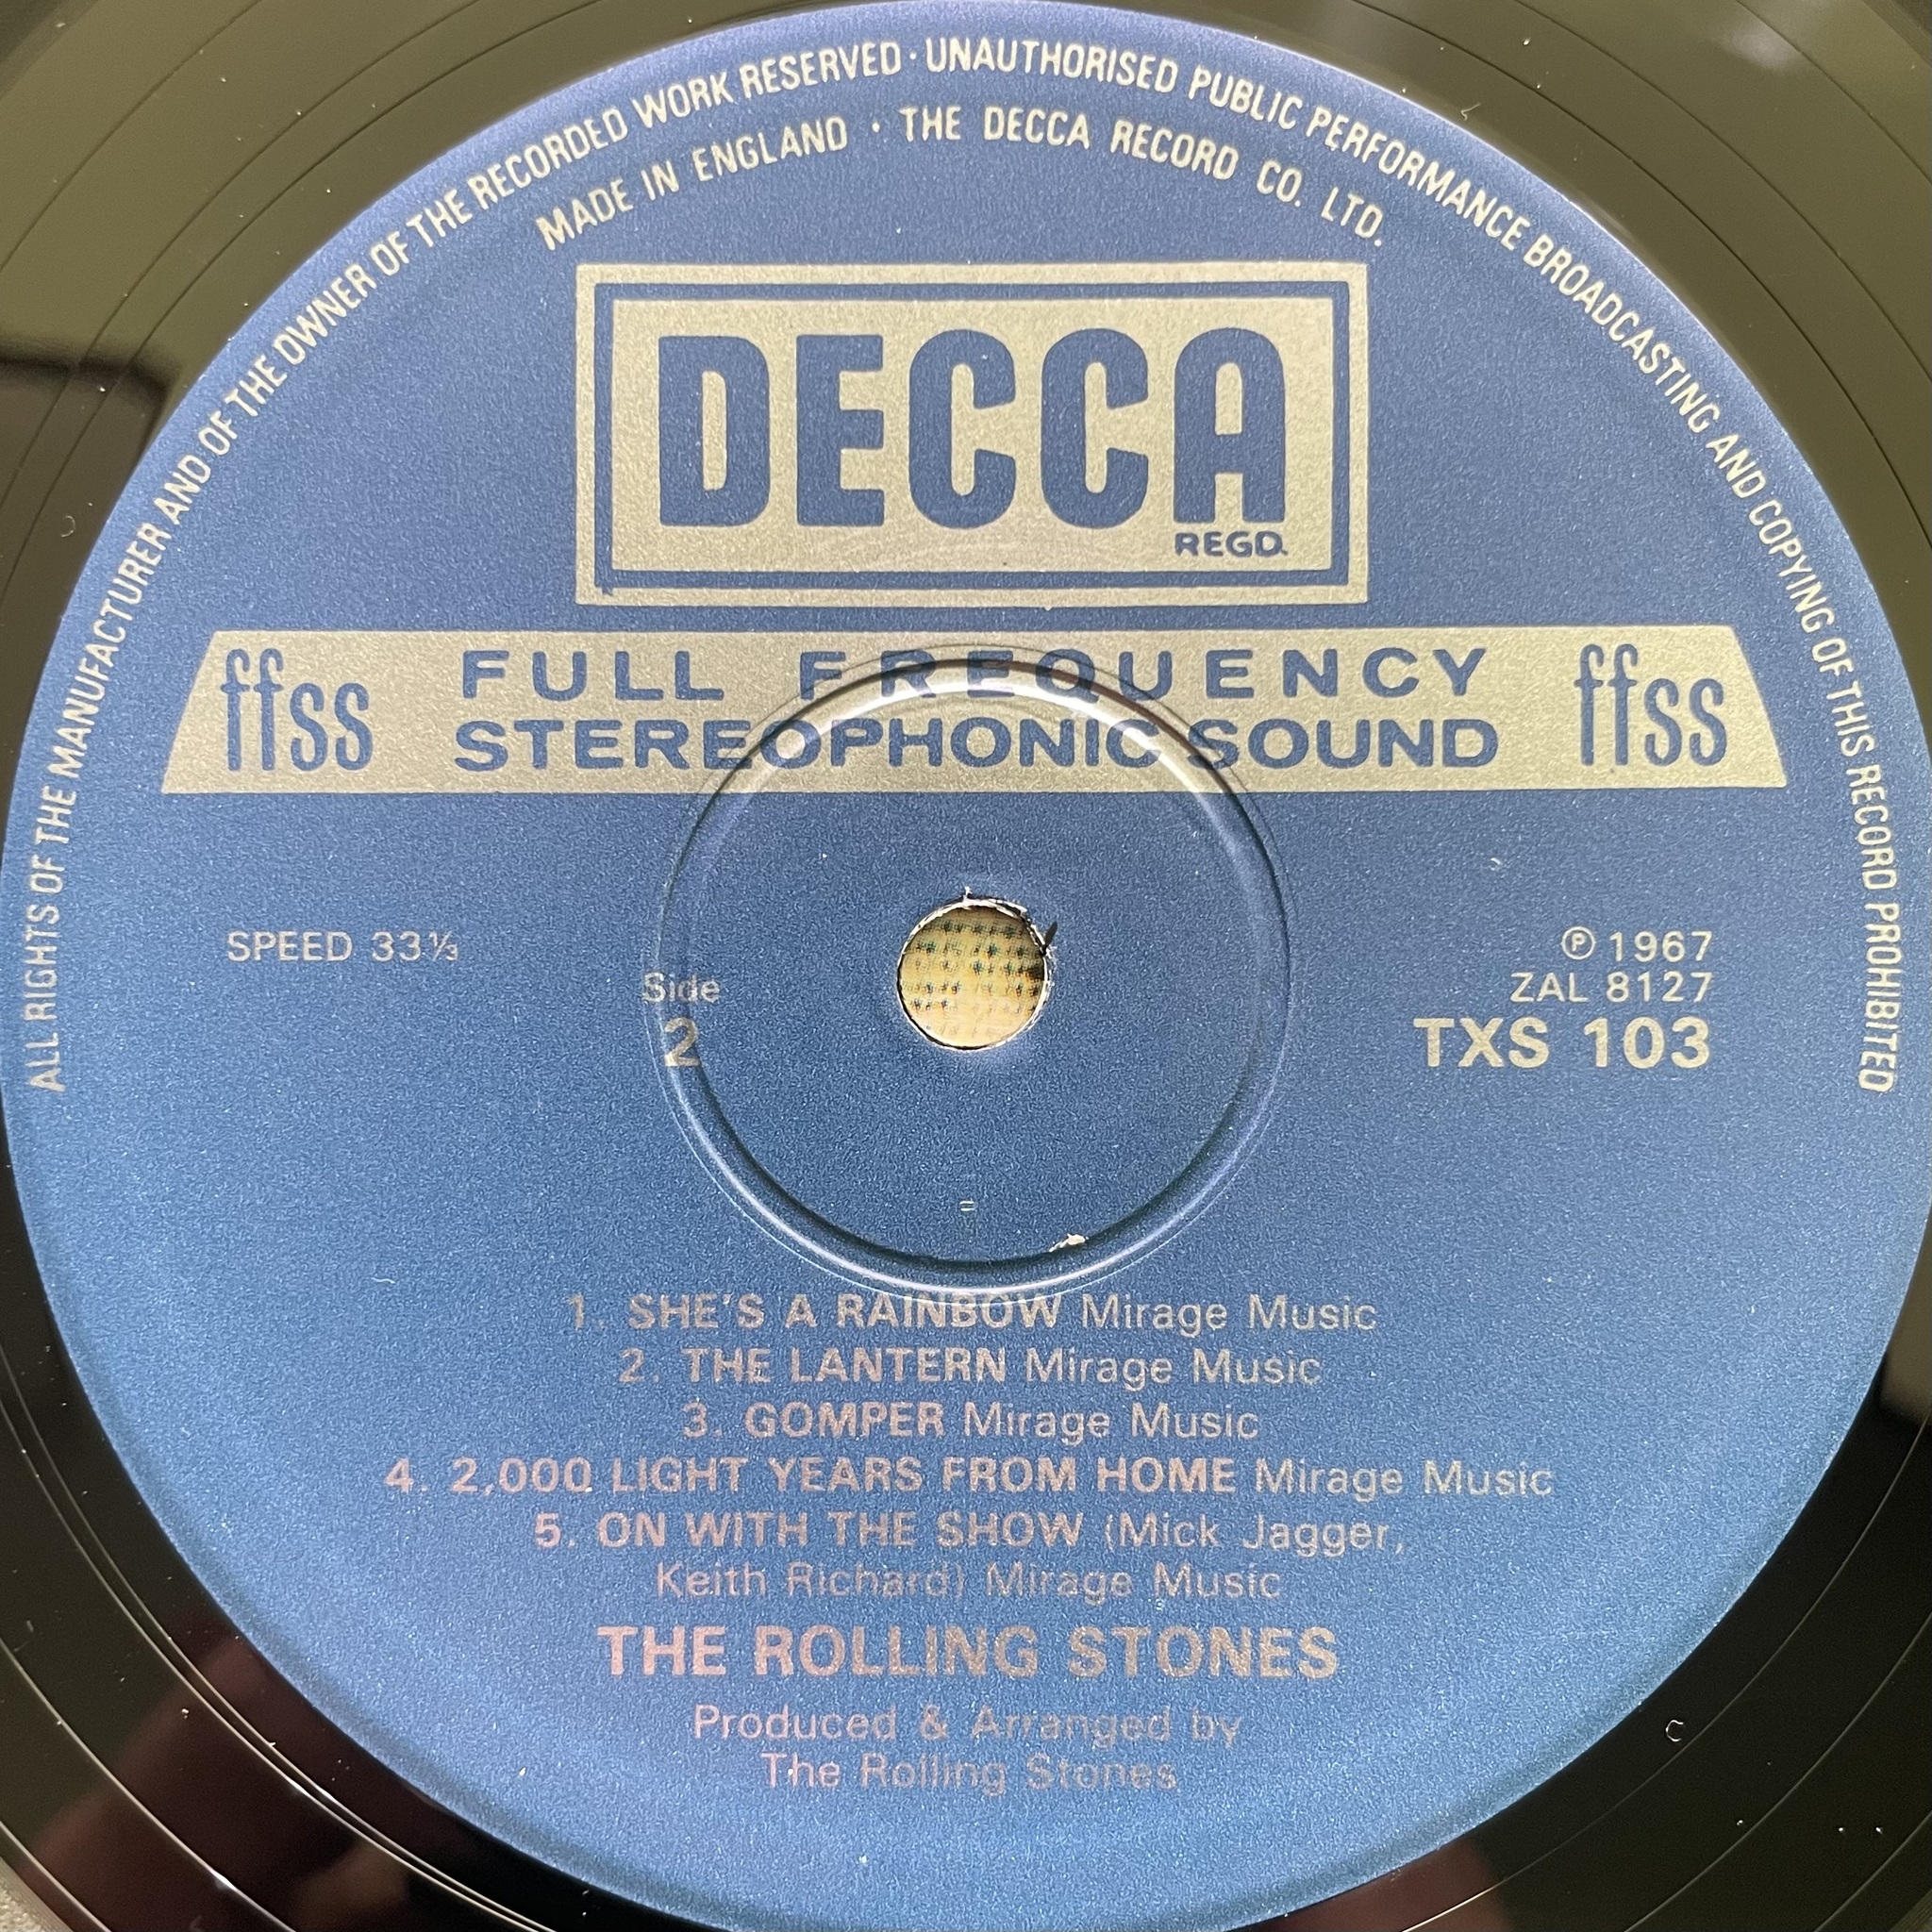 ALL RIGHTS OF THE MANUFACTURER AND OF THE OWNER OF THE RECORDED WORK RESERVED · UNAUTHORISED PUBLIC PERFORMANCE BROADCASTING AND COPYING OF THIS RECORD PROHIBITED
MADE IN ENGLAND · THE DECCA RECORD CO. LTD.
DECCA
REGD.
ffss FULL FREQUENCY STEREOPHONIC SOUND ffss
SPEED 33⅓
Side
2
℗ 1967
ZAL 8127
TXS 103
=
1. SHE'S A RAINBOW Mirage Music
2. THE LANTERN Mirage Music
3. GOMPER Mirage Music
4. 2,000 LIGHT YEARS FROM HOME Mirage Music
5. ON WITH THE SHOW (Mick Jagger,
Keith Richard) Mirage Music
THE ROLLING STONES
Produced & Arranged by
The Rolling Stones